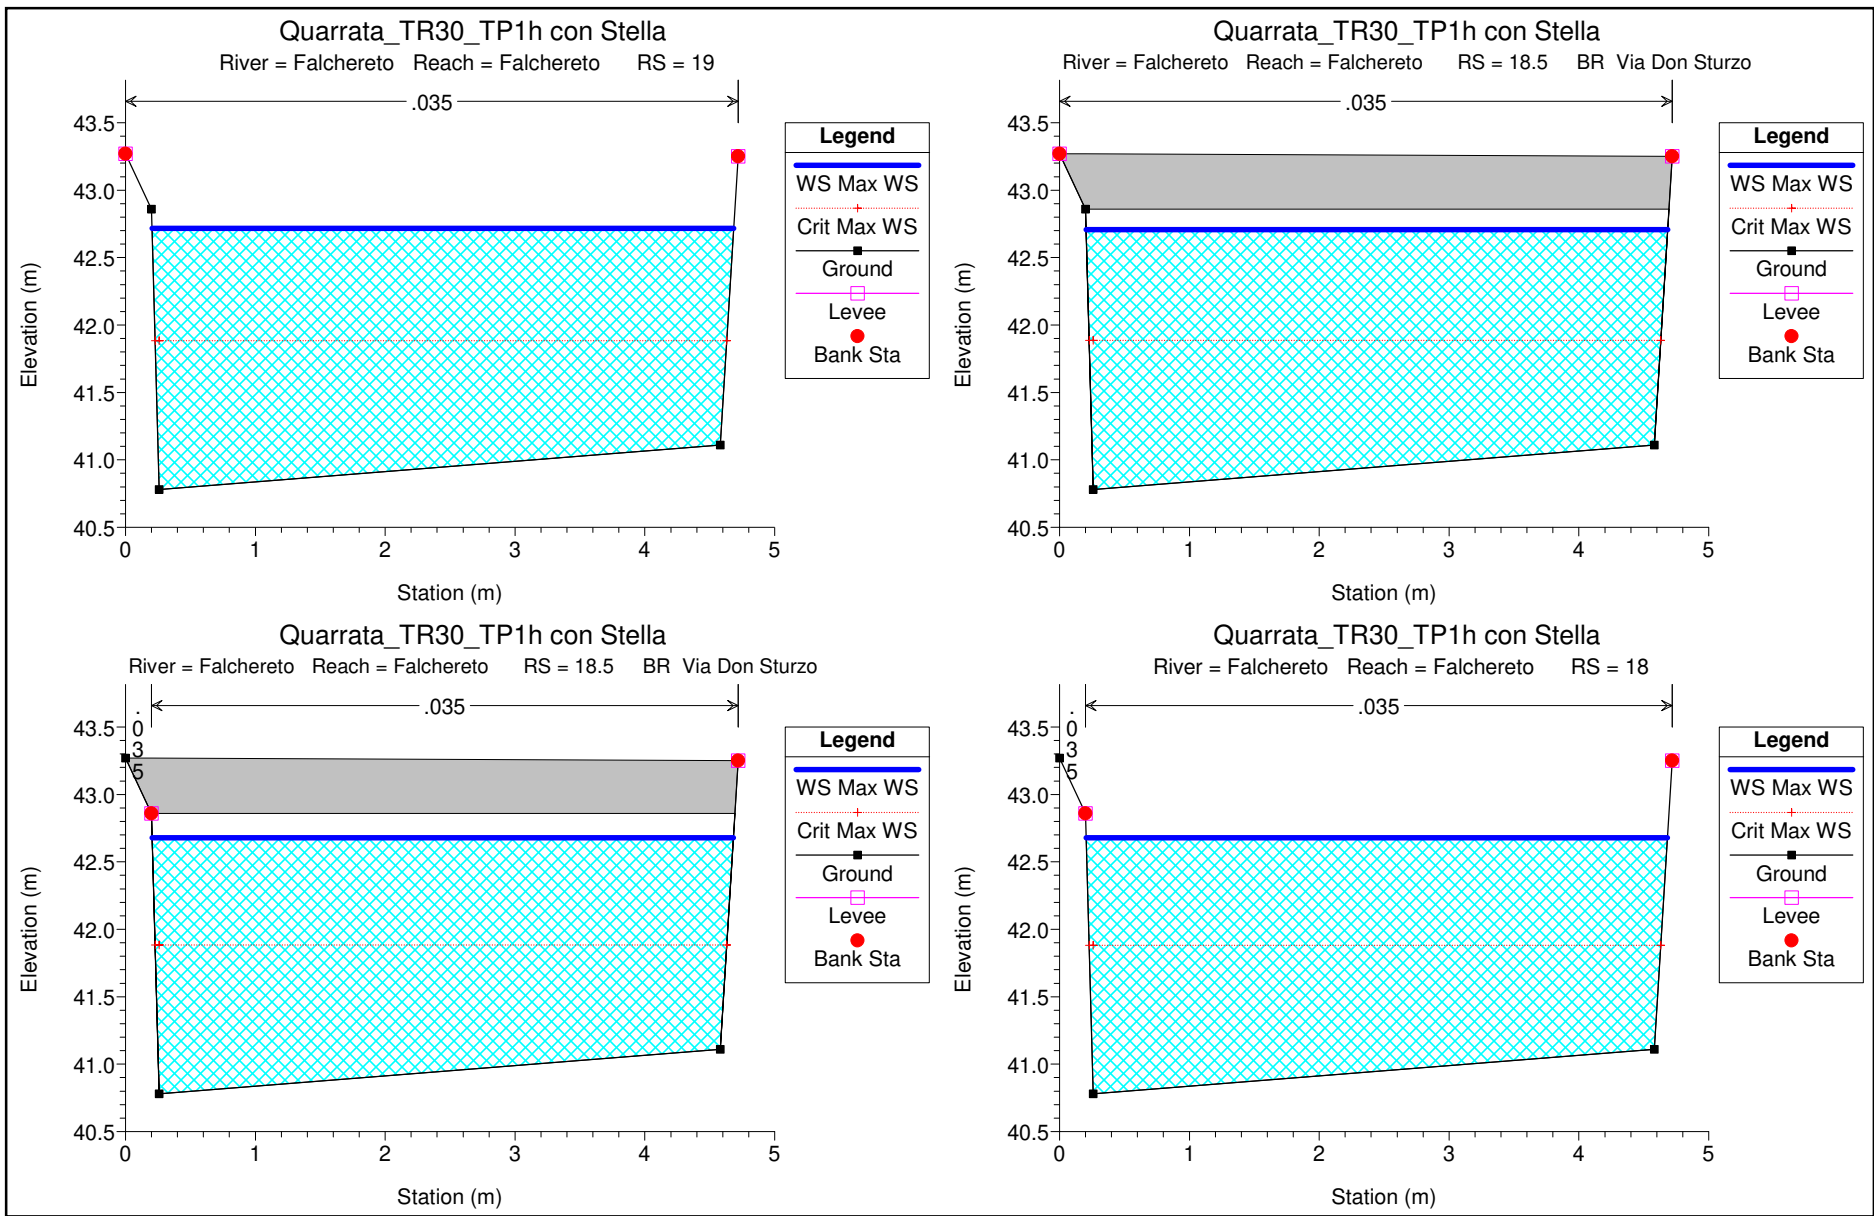 Quarrata_TR30_TP1h con Stella
River = Falchereto Reach = Falchereto RS = 19
.035
43.5
43.0
42.5
42.0
41.5
41.0
40.5
Elevation (m)
0 1 2 3 4 5
Station (m)
Legend
WS Max WS
Crit Max WS
Ground
Levee
Bank Sta
Quarrata_TR30_TP1h con Stella
River = Falchereto Reach = Falchereto RS = 18.5 BR Via Don Sturzo
.035
43.5
43.0
42.5
42.0
41.5
41.0
40.5
Elevation (m)
0 1 2 3 4 5
Station (m)
Legend
WS Max WS
Crit Max WS
Ground
Levee
Bank Sta
Quarrata_TR30_TP1h con Stella
River = Falchereto Reach = Falchereto RS = 18.5 BR Via Don Sturzo
.035
.035
43.5
43.0
42.5
42.0
41.5
41.0
40.5
Elevation (m)
0 1 2 3 4 5
Station (m)
Legend
WS Max WS
Crit Max WS
Ground
Levee
Bank Sta
Quarrata_TR30_TP1h con Stella
River = Falchereto Reach = Falchereto RS = 18
.035
.035
43.5
43.0
42.5
42.0
41.5
41.0
40.5
Elevation (m)
0 1 2 3 4 5
Station (m)
Legend
WS Max WS
Crit Max WS
Ground
Levee
Bank Sta